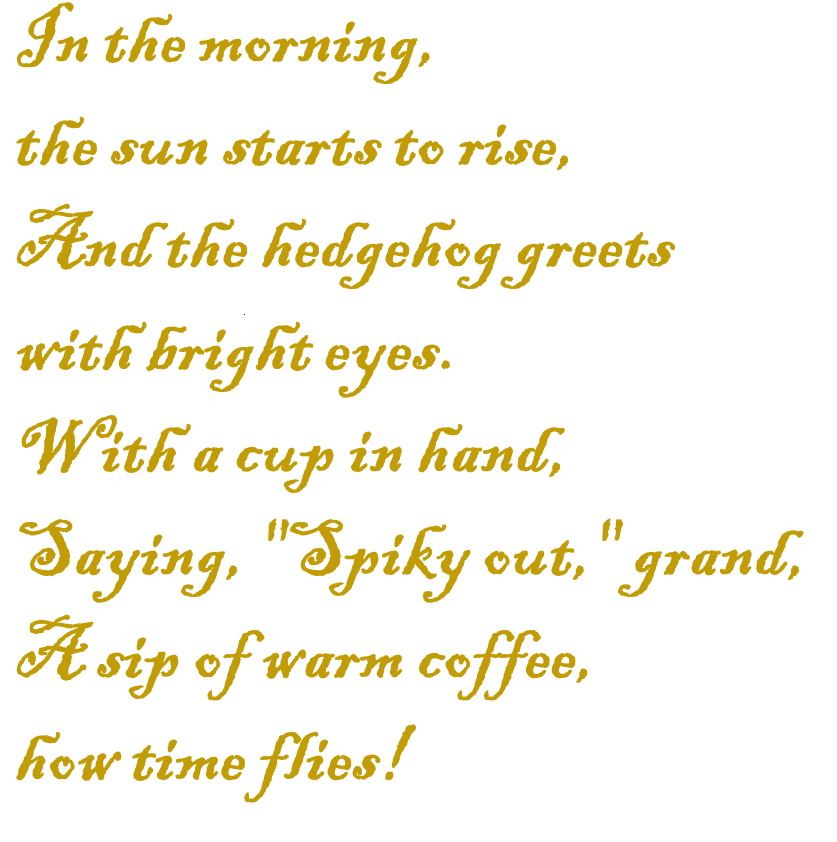 In the morning,
the sun starts to rise,
And the hedgehog greets
with bright eyes.
With a cup in hand,
Saying, "Spiky out," grand,
A sip of warm coffee,
how time flies!